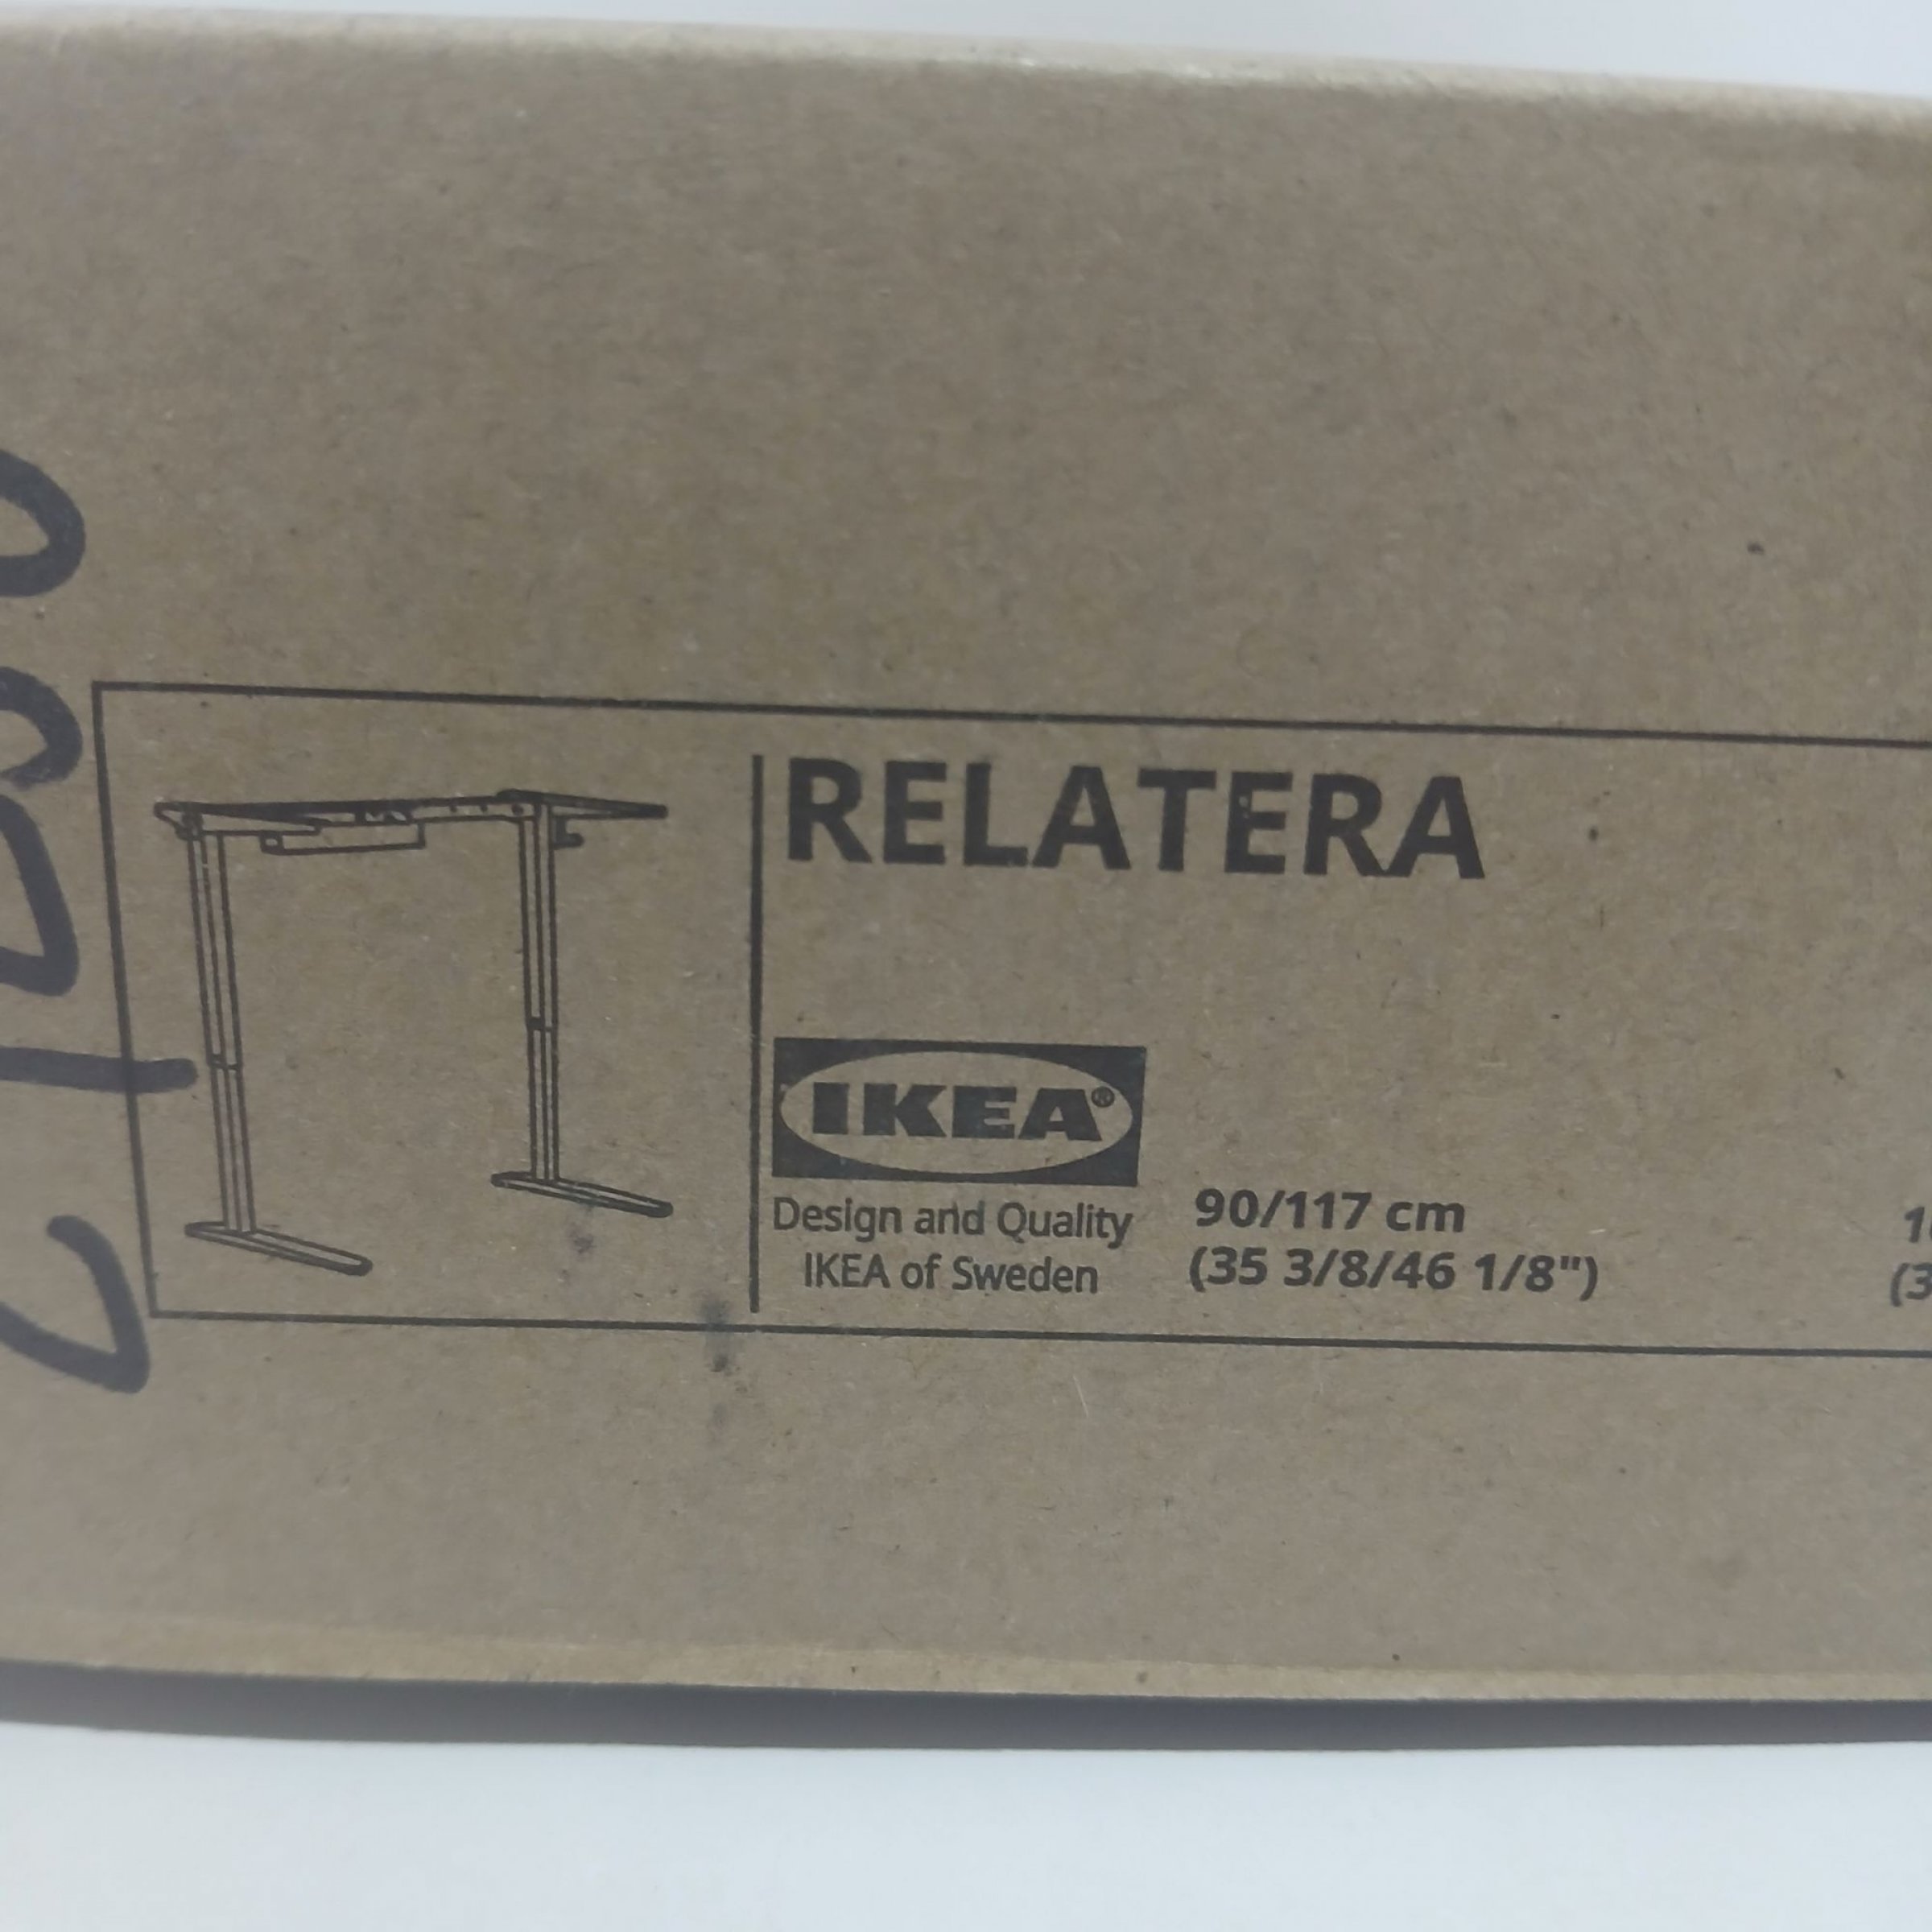 RELATERA
IKEA®
Design and Quality
IKEA of Sweden
90/117 cm
(35 3/8/46 1/8")